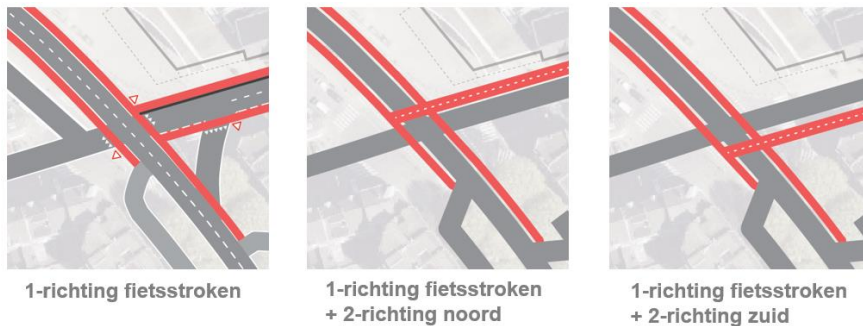 1-richting fietsstroken
1-richting fietsstroken
+ 2-richting noord
1-richting fietsstroken
+ 2-richting zuid